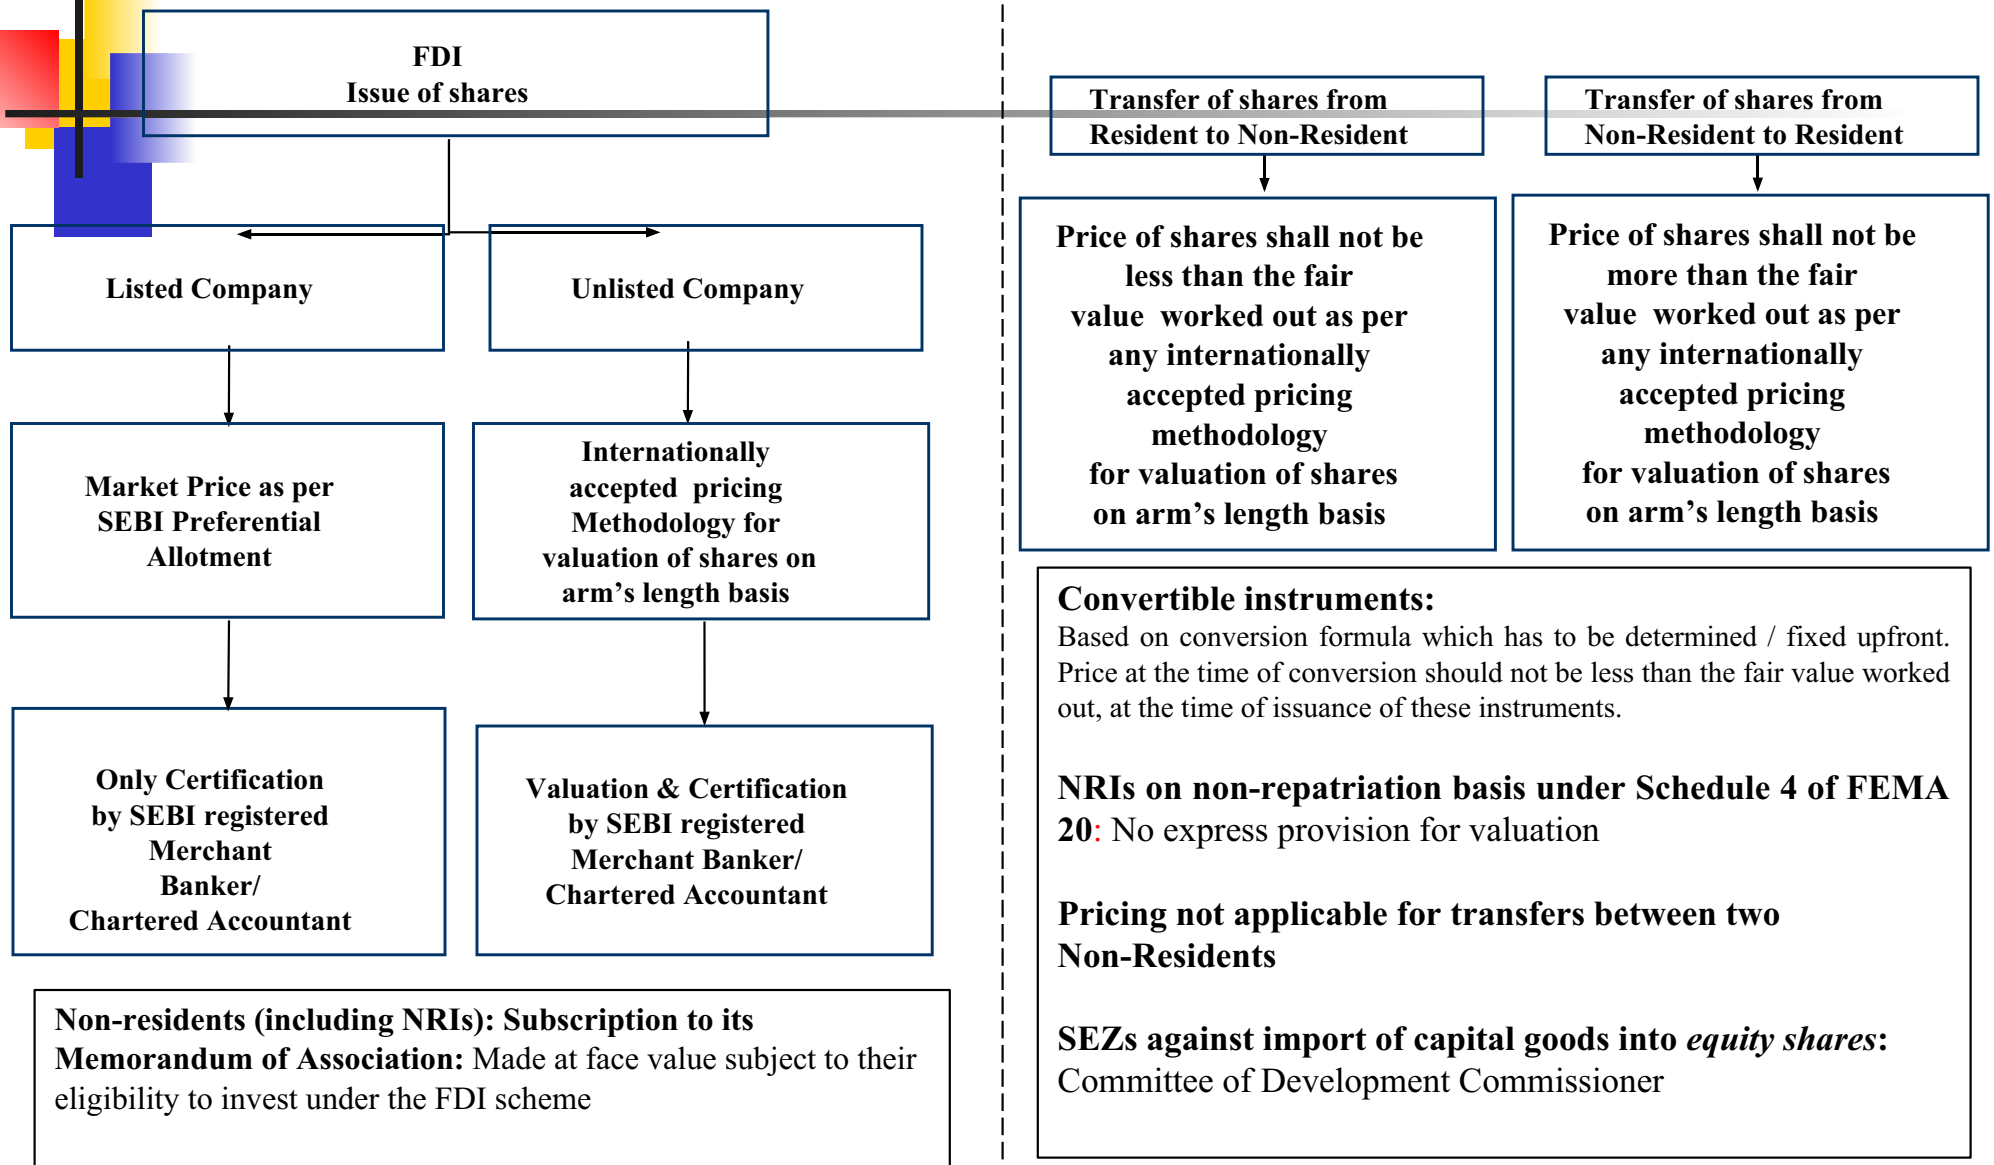 FDI
Issue of shares
Listed Company
Unlisted Company
Market Price as per
SEBI Preferential
Allotment
Internationally
accepted pricing
Methodology for
valuation of shares on
arm’s length basis
Only Certification
by SEBI registered
Merchant
Banker/
Chartered Accountant
Valuation & Certification
by SEBI registered
Merchant Banker/
Chartered Accountant
Non-residents (including NRIs): Subscription to its
Memorandum of Association: Made at face value subject to their
eligibility to invest under the FDI scheme
Transfer of shares from
Resident to Non-Resident
Transfer of shares from
Non-Resident to Resident
Price of shares shall not be
less than the fair
value worked out as per
any internationally
accepted pricing
methodology
for valuation of shares
on arm’s length basis
Price of shares shall not be
more than the fair
value worked out as per
any internationally
accepted pricing
methodology
for valuation of shares
on arm’s length basis
Convertible instruments:
Based on conversion formula which has to be determined / fixed upfront.
Price at the time of conversion should not be less than the fair value worked
out, at the time of issuance of these instruments.
NRIs on non-repatriation basis under Schedule 4 of FEMA
20: No express provision for valuation
Pricing not applicable for transfers between two
Non-Residents
SEZs against import of capital goods into equity shares:
Committee of Development Commissioner